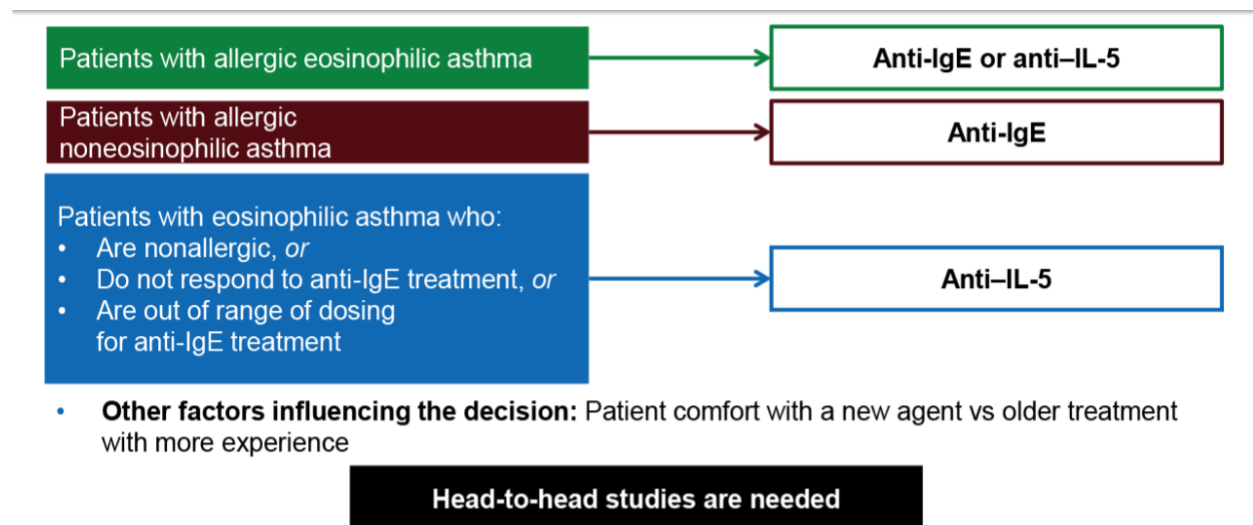 Patients with allergic eosinophilic asthma
Anti-IgE or anti–IL-5
Patients with allergic
noneosinophilic asthma
Anti-IgE
Patients with eosinophilic asthma who:
• Are nonallergic, or
• Do not respond to anti-IgE treatment, or
• Are out of range of dosing
for anti-IgE treatment
Anti–IL-5
• Other factors influencing the decision: Patient comfort with a new agent vs older treatment
with more experience
Head-to-head studies are needed